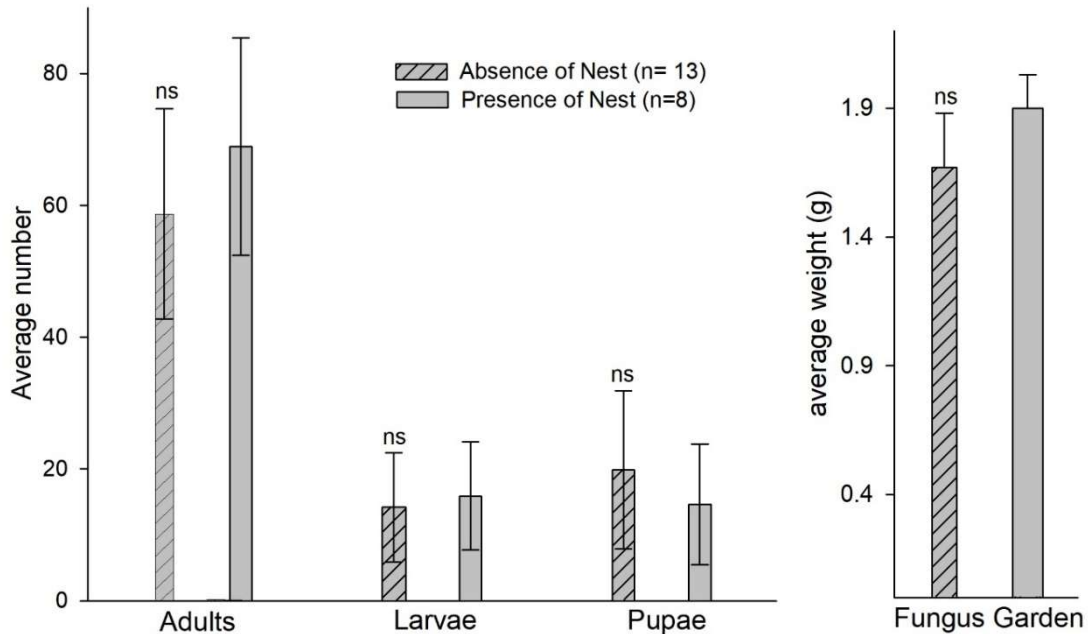 80
60
40
20
0
Average number
ns
ns
ns
Absence of Nest (n= 13)
Presence of Nest (n=8)
Adults
Larvae
Pupae
1.9
1.4
0.9
0.4
average weight (g)
ns
Fungus Garden